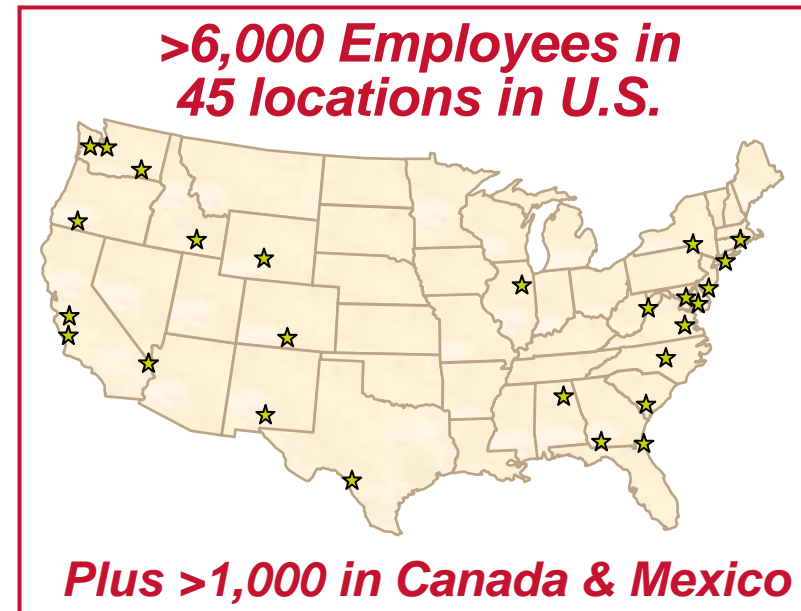 >6,000 Employees in
45 locations in U.S.
Plus >1,000 in Canada & Mexico